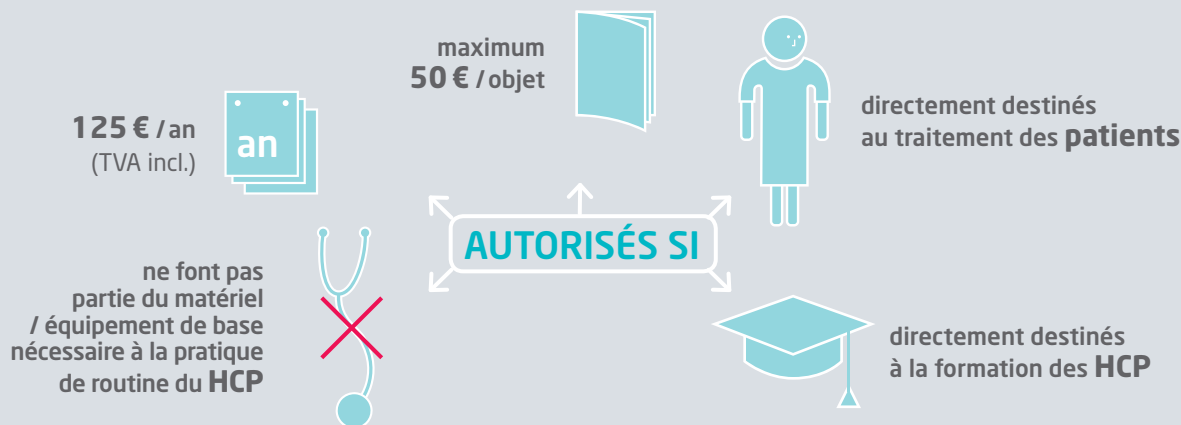 maximum
50 € / objet
125 € / an
(TVA incl.)
an
directement destinés
au traitement des patients
AUTORISÉS SI
ne font pas
partie du matériel
/ équipement de base
nécessaire à la pratique
de routine du HCP
directement destinés
à la formation des HCP